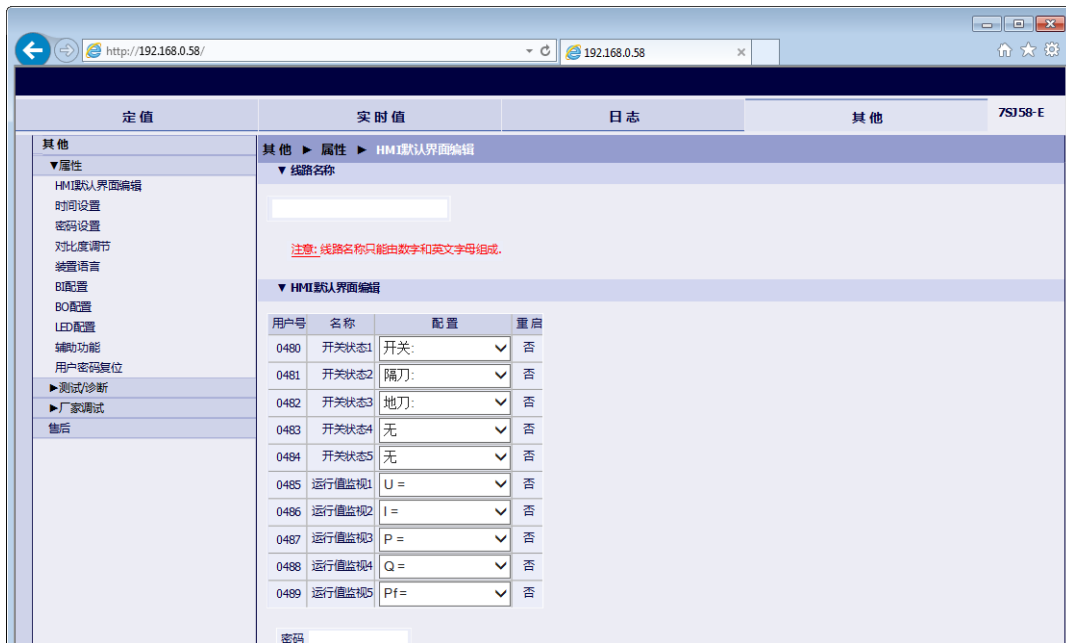 http://192.168.0.58/
192.168.0.58
定值 实时值 日志 其他 7SJ58-E
其他
▼属性
HMI默认界面编辑
时间设置
密码设置
对比度调节
装置语言
BI配置
BO配置
LED配置
辅助功能
用户密码复位
▶测试/诊断
▶厂家调试
售后
其他 ▶ 属性 ▶ HMI默认界面编辑
▼ 线路名称
注意: 线路名称只能由数字和英文字母组成.
▼ HMI默认界面编辑
用户号 名称 配置 重启
0480 开关状态1 开关: 否
0481 开关状态2 隔刀: 否
0482 开关状态3 地刀: 否
0483 开关状态4 无 否
0484 开关状态5 无 否
0485 运行值监视1 U = 否
0486 运行值监视2 I = 否
0487 运行值监视3 P = 否
0488 运行值监视4 Q = 否
0489 运行值监视5 Pf= 否
密码